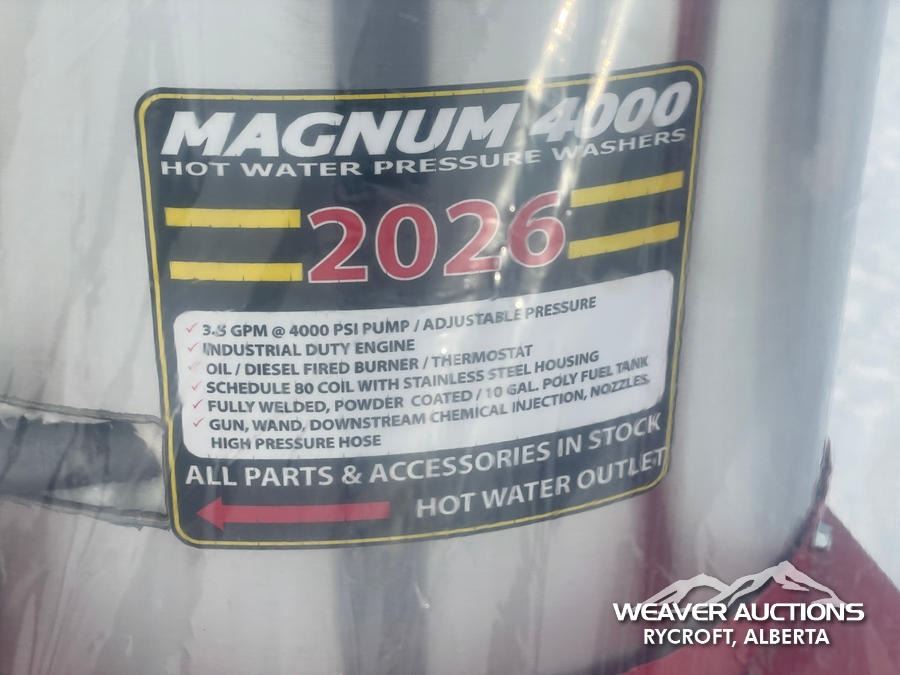 MAGNUM 4000
HOT WATER PRESSURE WASHERS
2026
3.5 GPM @ 4000 PSI PUMP / ADJUSTABLE PRESSURE
INDUSTRIAL DUTY ENGINE
OIL / DIESEL FIRED BURNER / THERMOSTAT
SCHEDULE 80 COIL WITH STAINLESS STEEL HOUSING
FULLY WELDED, POWDER COATED / 10 GAL. POLY FUEL TANK
GUN, WAND, DOWNSTREAM CHEMICAL INJECTION, NOZZLES,
HIGH PRESSURE HOSE
ALL PARTS & ACCESSORIES IN STOCK
HOT WATER OUTLET
WEAVER AUCTIONS
RYCROFT, ALBERTA